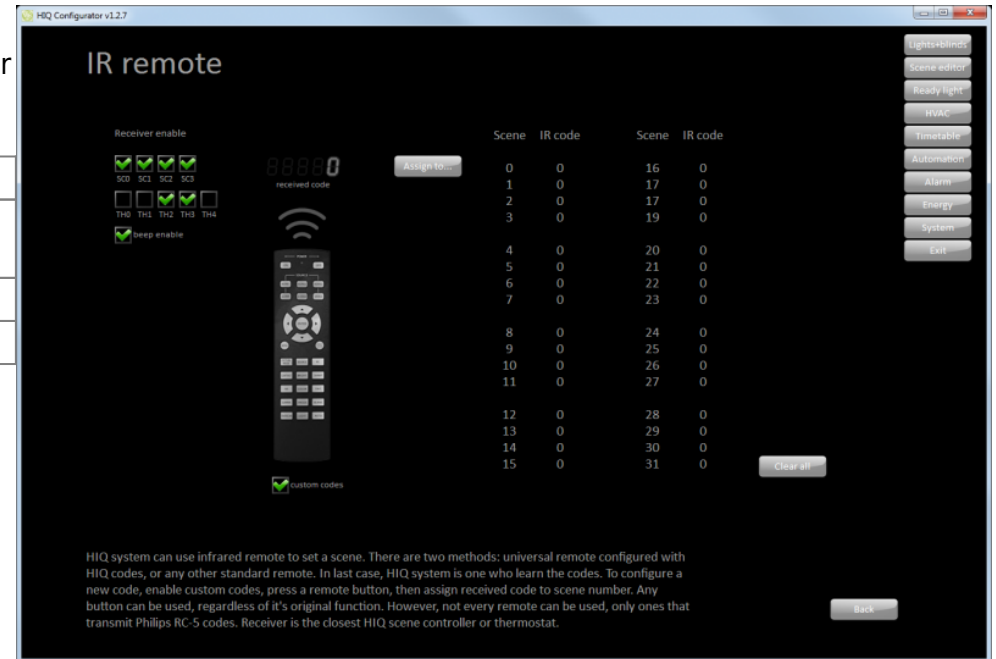 HIQ Configurator v1.2.7
r
IR remote
Lights+blinds
Scene editor
Ready light
HVAC
Timetable
Automation
Alarm
Energy
System
Exit
Receiver enable
SC0 SC1 SC2 SC3
TH0 TH1 TH2 TH3 TH4
beep enable
0
received code
Assign to...
custom codes
Scene IR code Scene IR code
0 0 16 0
1 0 17 0
2 0 17 0
3 0 19 0
4 0 20 0
5 0 21 0
6 0 22 0
7 0 23 0
8 0 24 0
9 0 25 0
10 0 26 0
11 0 27 0
12 0 28 0
13 0 29 0
14 0 30 0
15 0 31 0
Clear all
HIQ system can use infrared remote to set a scene. There are two methods: universal remote configured with
HIQ codes, or any other standard remote. In last case, HIQ system is one who learn the codes. To configure a
new code, enable custom codes, press a remote button, then assign received code to scene number. Any
button can be used, regardless of it's original function. However, not every remote can be used, only ones that
transmit Philips RC-5 codes. Receiver is the closest HIQ scene controller or thermostat.
Back